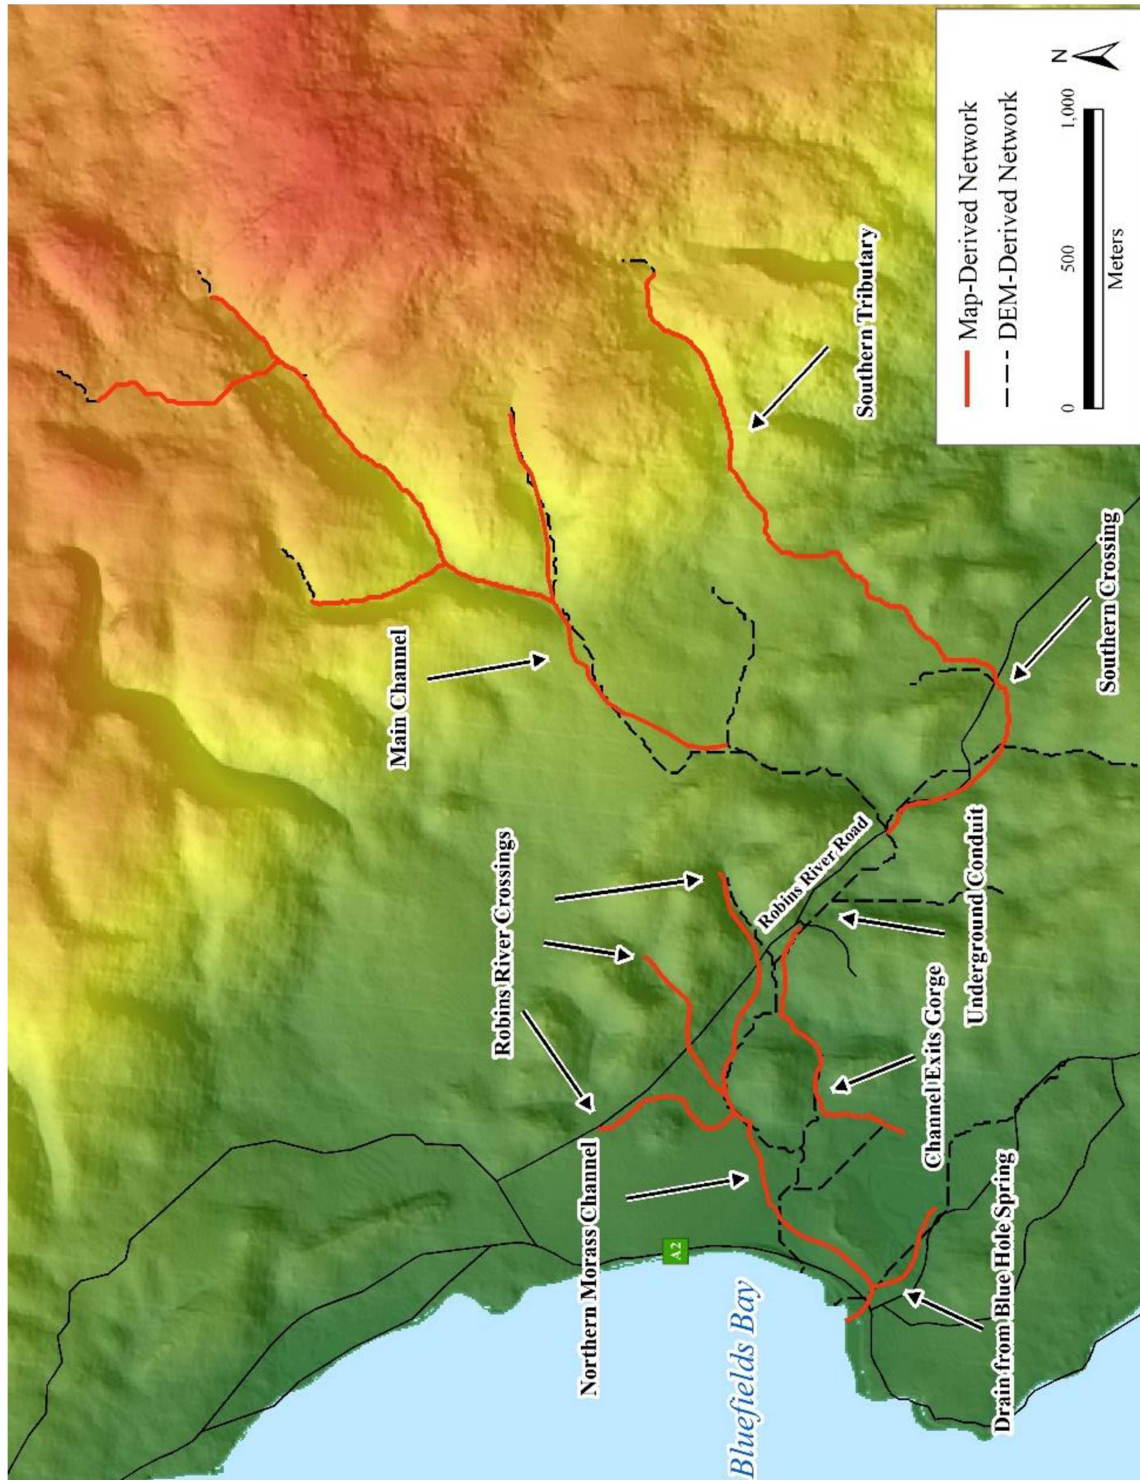 Main Channel
Robins River Crossings
Northern Morass Channel
Bluefields Bay
A2
Robins River Road
Southern Tributary
Southern Crossing
Underground Conduit
Channel Exits Gorge
Drain from Blue Hole Spring
Map-Derived Network
DEM-Derived Network
N
0 500 1,000
Meters